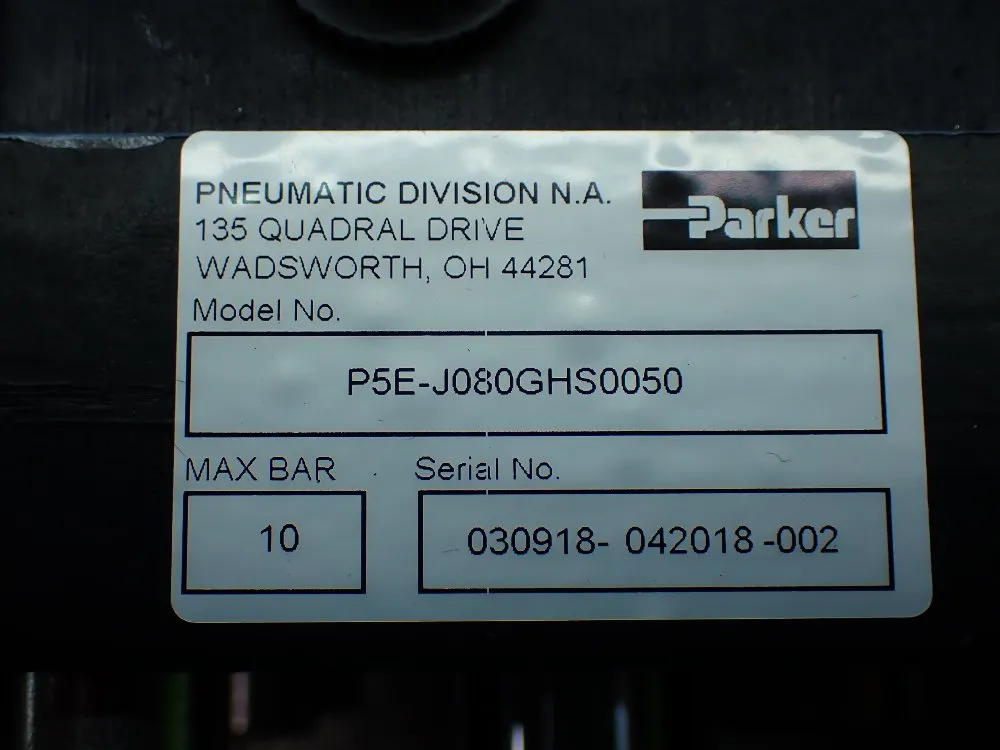 PNEUMATIC DIVISION N.A.
Parker
135 QUADRAL DRIVE
WADSWORTH, OH 44281
Model No.
P5E-J080GHS0050
MAX BAR
Serial No.
10
030918- 042018 -002